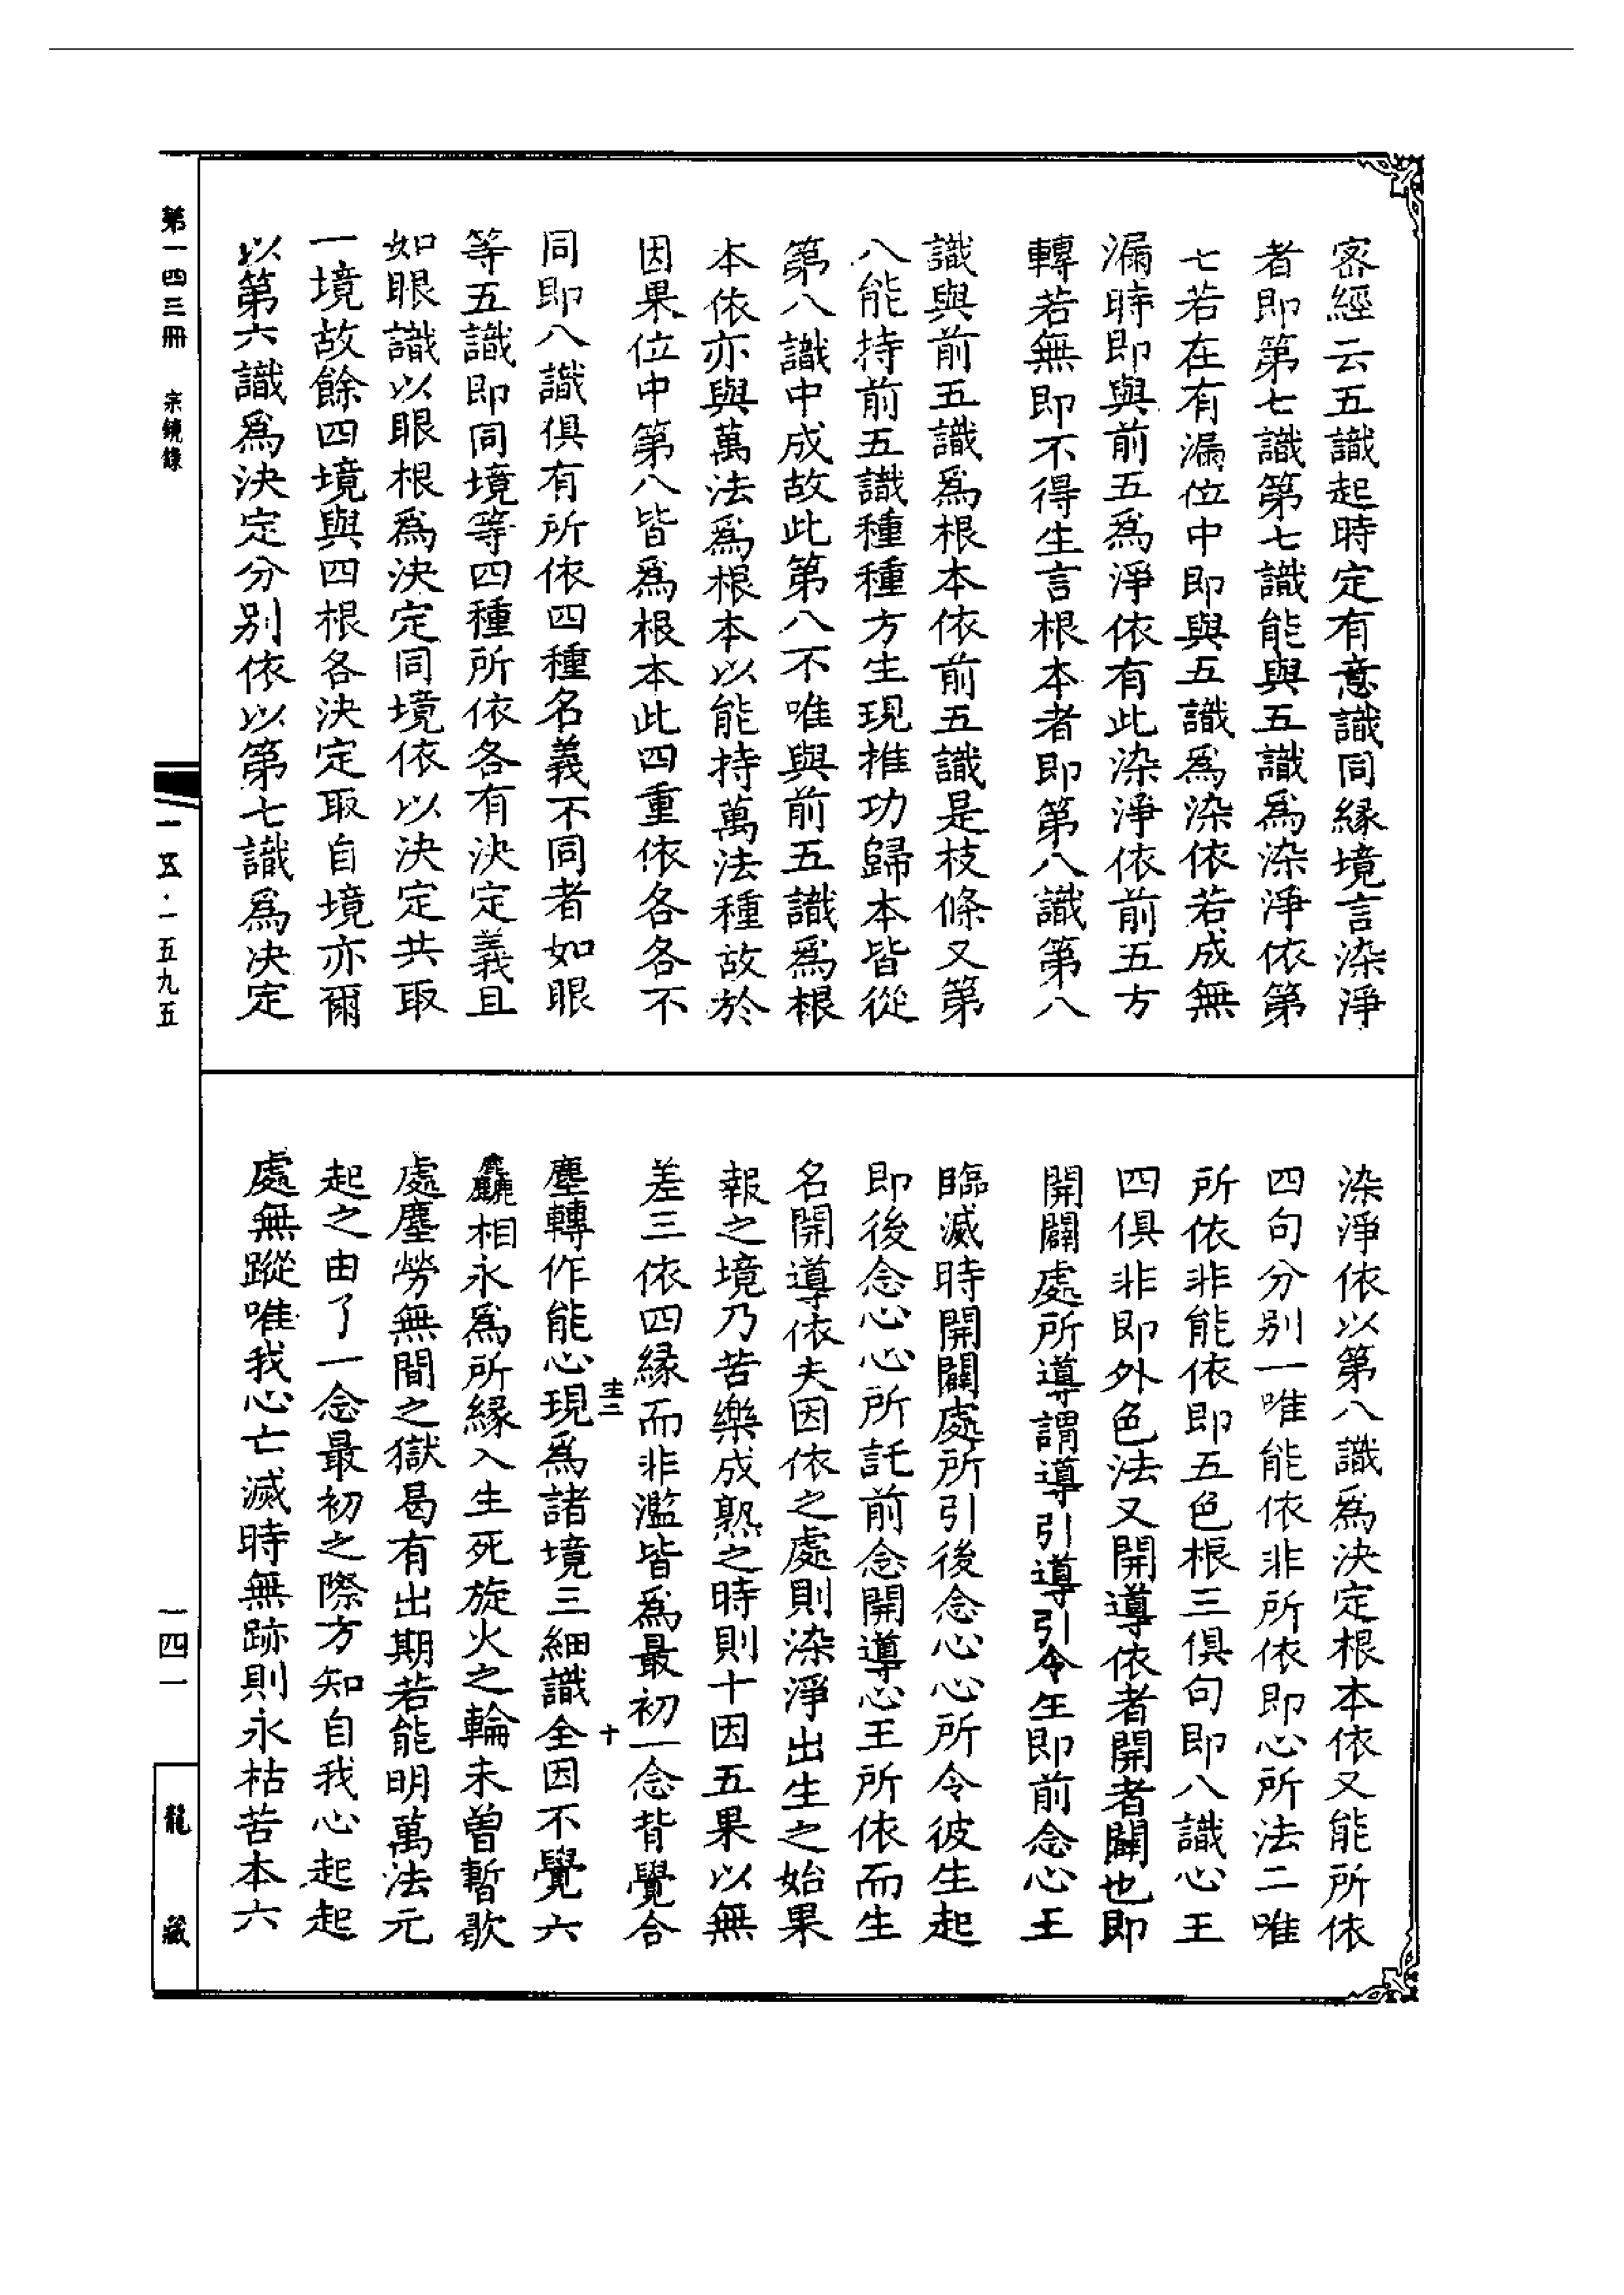 密經云五識起時定有意識同緣境言染淨
者即第七識第七識能與五識爲染淨依第
七若在有漏位中即與五識爲染依若成無
漏時即與前五爲淨依有此染淨依前五方
轉若無即不得生言根本者即第八識第八
識與前五識爲根本依前五識是枝條又第
八能持前五識種種方生現推功歸本皆從
第八識中成故此第八不唯與前五識爲根
本依亦與萬法爲根本以能持萬法種故於
因果位中第八皆爲根本此四重依各各不
同即八識俱有所依四種名義不同者如眼
等五識即同境等四種所依各有決定義且
如眼識以眼根爲決定同境依以決定共取
一境故餘四境與四根各決定取自境亦爾
以第六識爲決定分別依以第七識爲決定
染淨依以第八識爲決定根本依又能所依
四句分別一唯能依非所依即心所法二唯
所依非能依即五色根三俱句即八識心王
四俱非即外色法又開導依者開者闢也即
開闢處所導謂導引導引令生即前念心王
臨滅時開闢處所引後念心心所令彼生起
即後念心心所託前念開導心王所依而生
名開導依夫因依之處則染淨出生之始果
報之境乃苦樂成熟之時則十因五果以無
差三依四緣而非濫皆爲最初一念背覺合
塵轉作能心現爲諸境三細識全因不覺六
麤相永爲所緣入生死旋火之輪未曾暫歇
處塵勞無間之獄曷有出期若能明萬法元
起之由了一念最初之際方知自我心起起
處無蹤唯我心亡滅時無跡則永枯苦本六
圭二
十
第一四三冊 宗鏡錄
一五·一五九五
一四一
龍藏